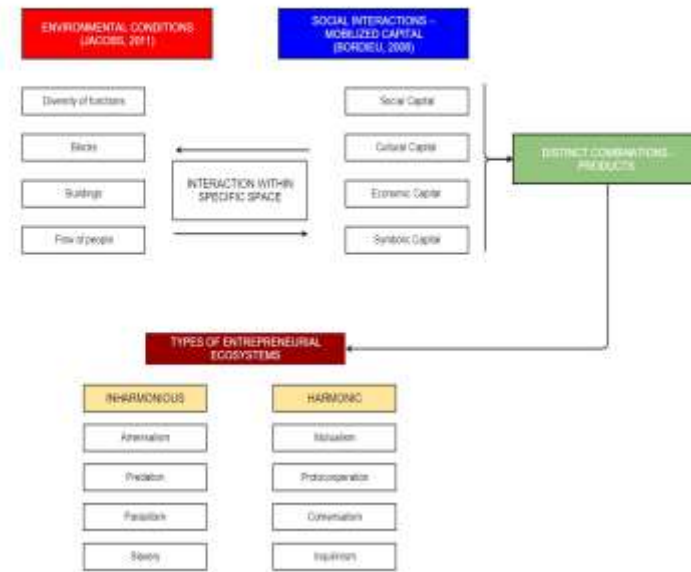 ENVIRONMENTAL CONDITIONS
(JACOBS, 2011)
SOCIAL INTERACTIONS –
MOBILIZED CAPITAL
(BORDIEU, 2008)
Diversity of functions
Social Capital
Blocks
Cultural Capital
DISTINCT COMBINATIONS -
PRODUCTS
INTERACTION WITHIN
SPECIFIC SPACE
Buildings
Economic Capital
Flow of people
Symbolic Capital
TYPES OF ENTREPRENEURIAL
ECOSYSTEMS
INHARMONIOUS
HARMONIC
Amensalism
Mutualism
Predation
Protocooperation
Parasitism
Slavery
Inquilinism